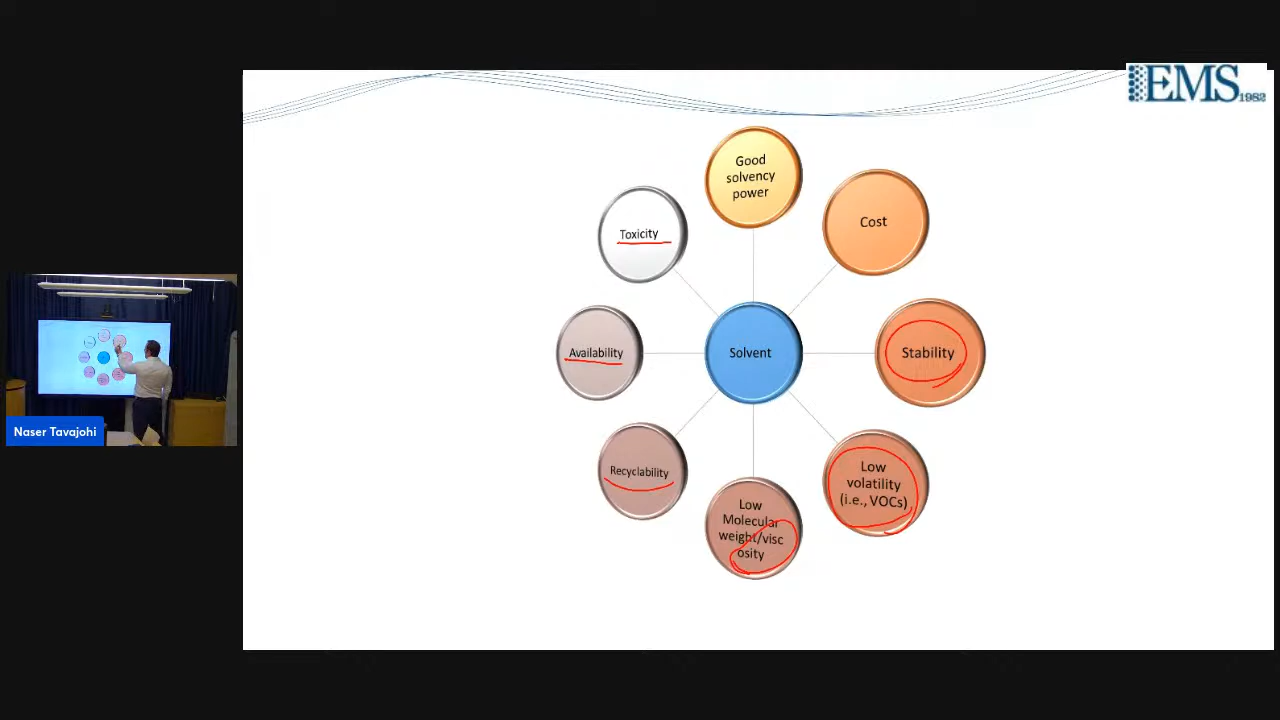 EMS 1982
Good
solvency
power
Cost
Toxicity
Availability
Solvent
Stability
Recyclability
Low
volatility
(i.e., VOCs)
Low
Molecular
weight/visc
osity
Naser Tavajohi